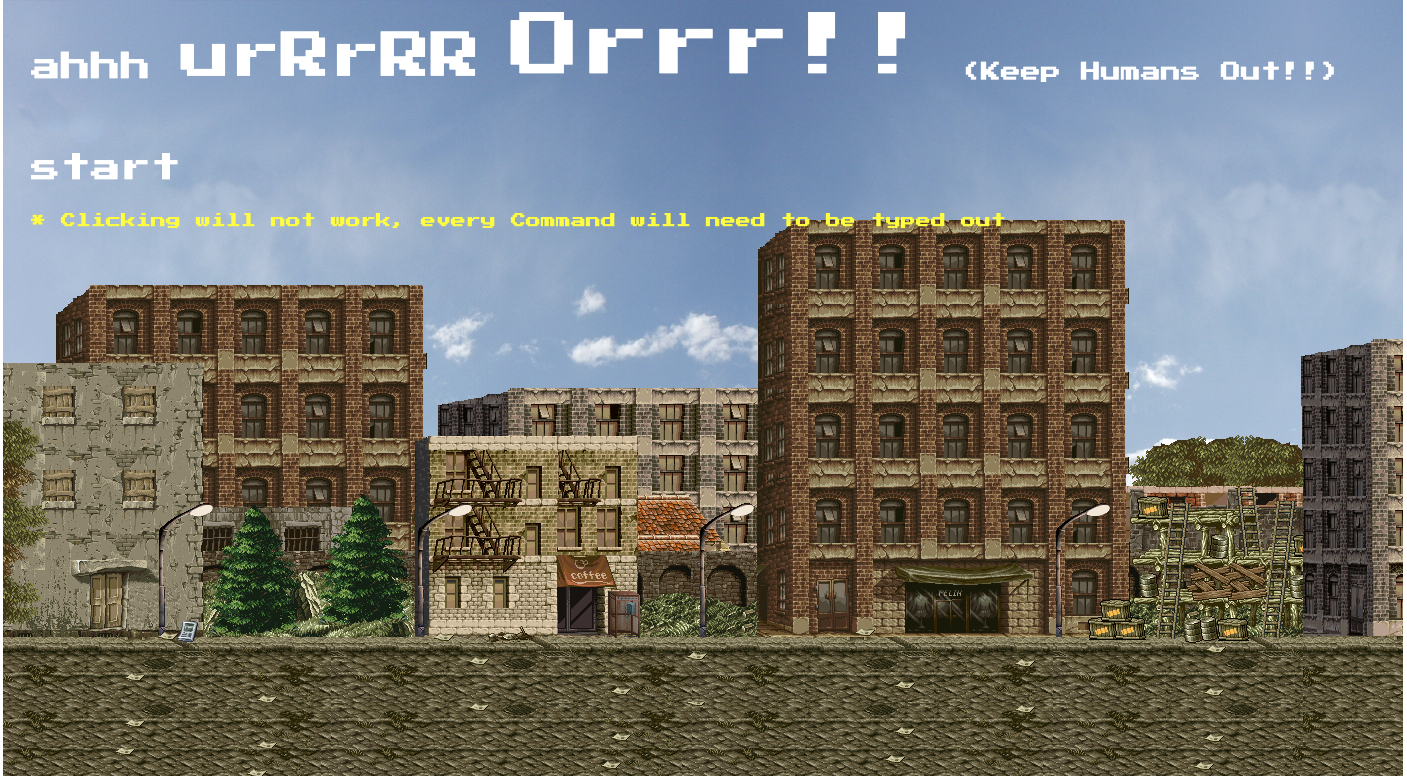 ahhh urrRrRR Orrr!! (Keep Humans Out!!)
start
* Clicking will not work, every Command will need to be typed out
coffee